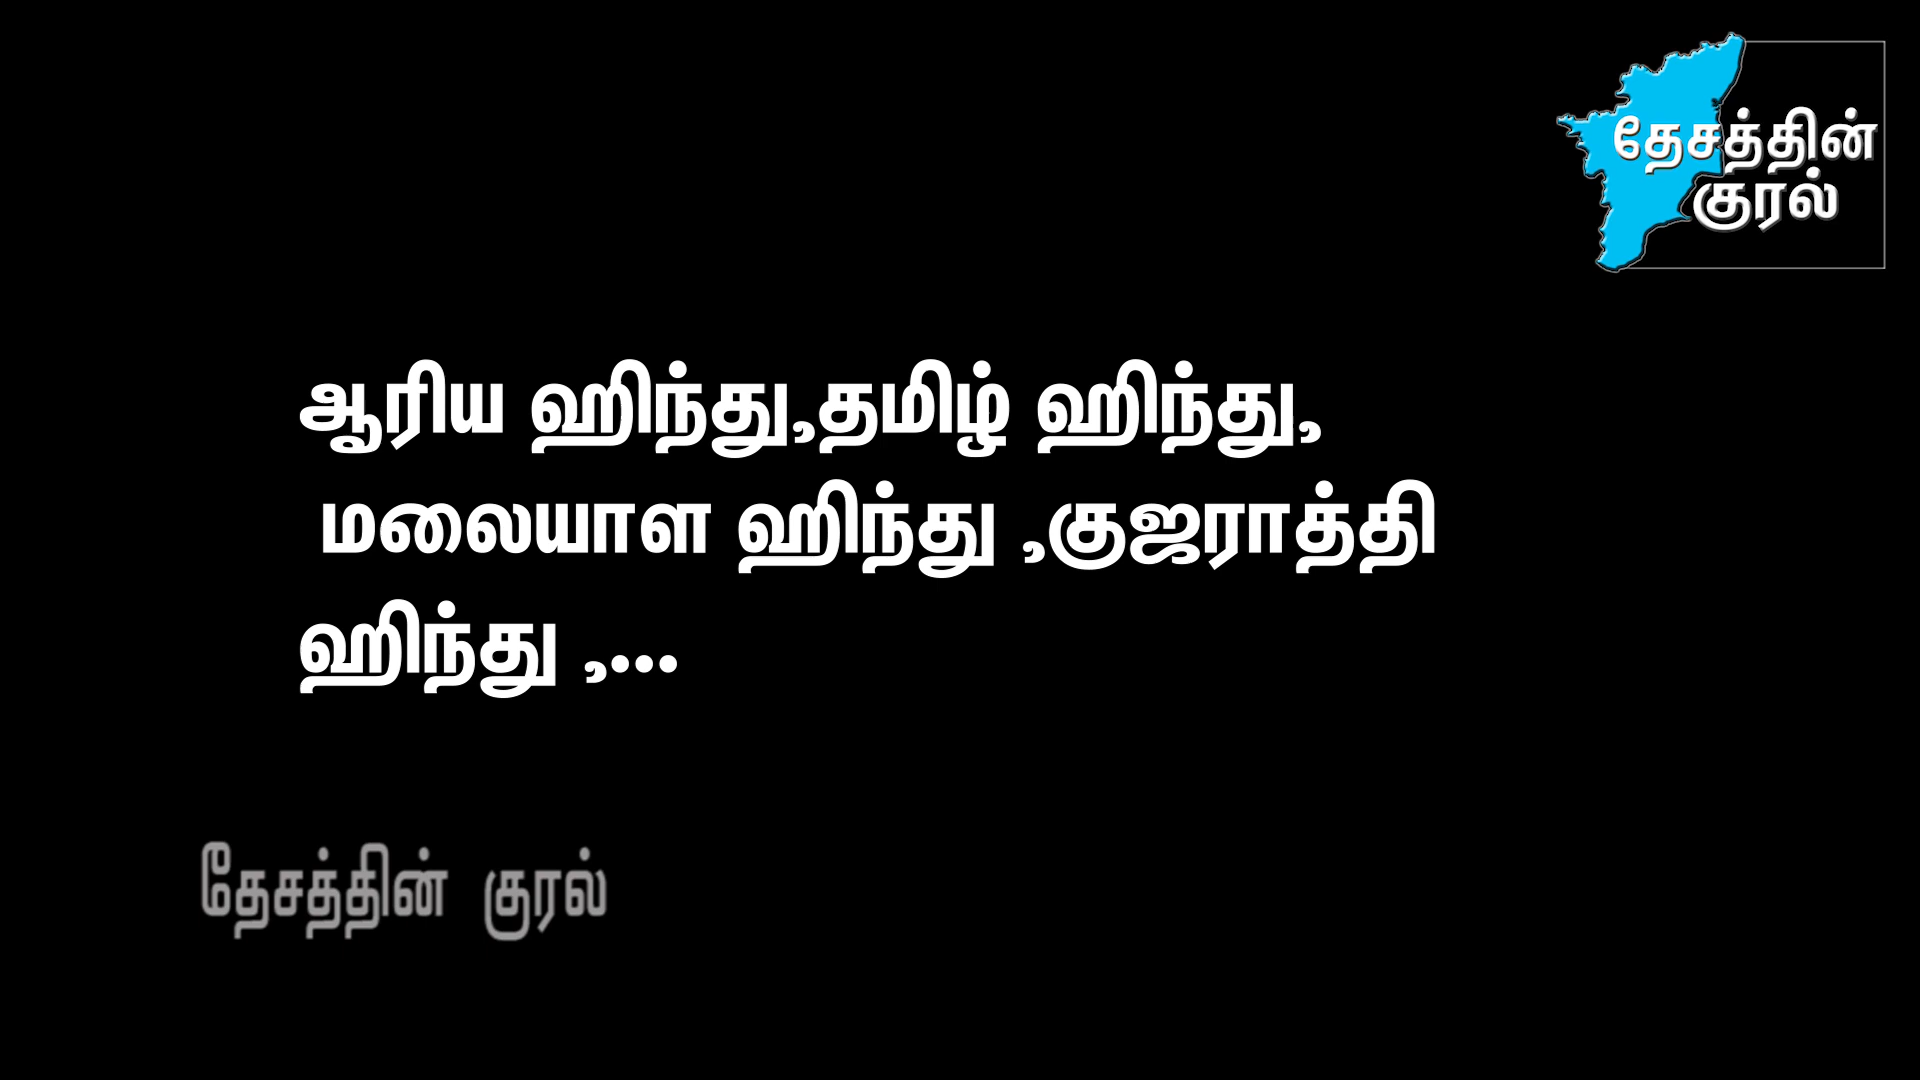 தேசத்தின்
குரல்
ஆரிய ஹிந்து,தமிழ் ஹிந்து,
மலையாள ஹிந்து ,குஜராத்தி
ஹிந்து ,...
தேசத்தின் குரல்